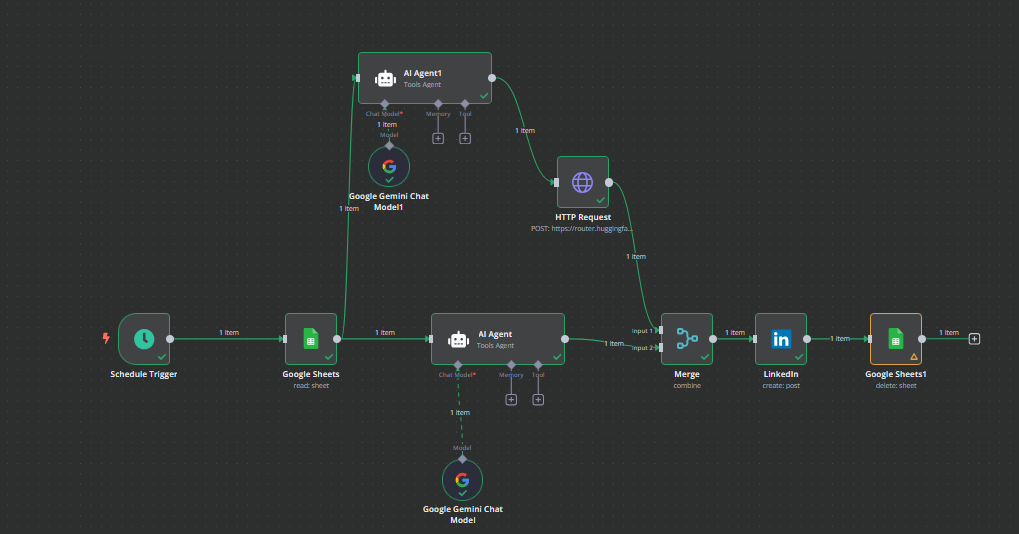 AI Agent1
Tools Agent
Chat Model*
Memory
Tool
1 item
Model
1 item
Google Gemini Chat
Model1
1 item
HTTP Request
POST: https://router.huggingfa...
1 item
Input 1
Input 2
Schedule Trigger
1 item
Google Sheets
read: sheet
1 item
AI Agent
Tools Agent
Chat Model*
Memory
Tool
1 item
Model
Google Gemini Chat
Model
1 item
Merge
combine
1 item
in
LinkedIn
create: post
1 item
Google Sheets1
delete: sheet
1 item